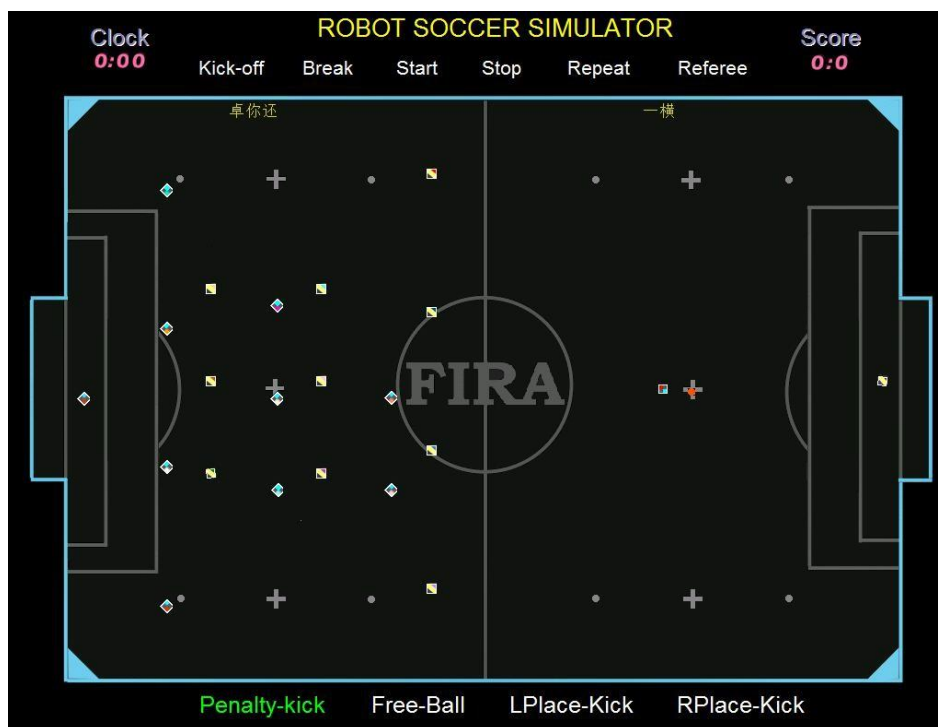 ROBOT SOCCER SIMULATOR
Clock
0:00
Score
0:0
Kick-off Break Start Stop Repeat Referee
卓你还 一横
FIRA
Penalty-kick Free-Ball LPlace-Kick RPlace-Kick